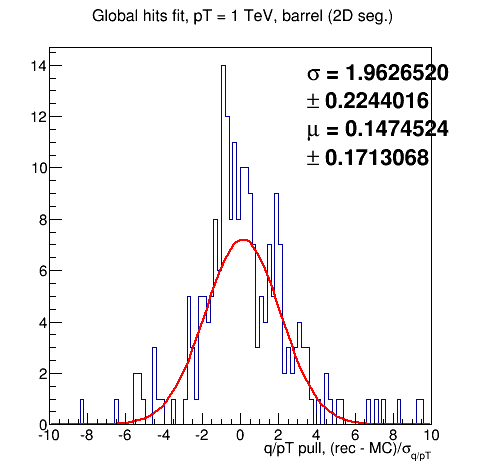 Global hits fit, pT = 1 TeV, barrel (2D seg.)
σ = 1.9626520
± 0.2244016
μ = 0.1474524
± 0.1713068
14
12
10
8
6
4
2
0
-10 -8 -6 -4 -2 0 2 4 6 8 10
q/pT pull, (rec - MC)/σ_q/pT